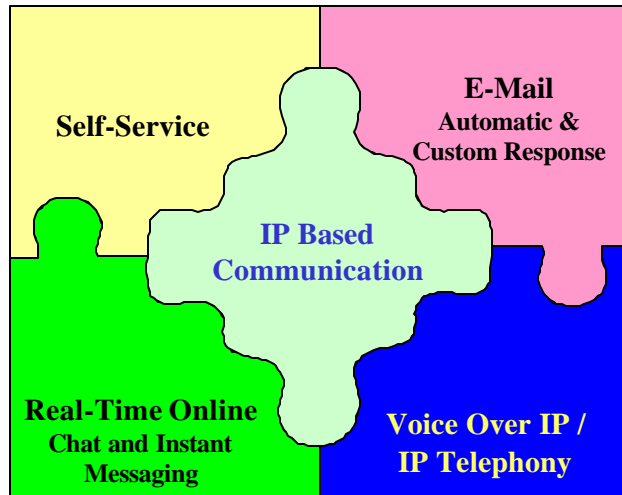 Self-Service
E-Mail
Automatic &
Custom Response
IP Based
Communication
Real-Time Online
Chat and Instant
Messaging
Voice Over IP /
IP Telephony